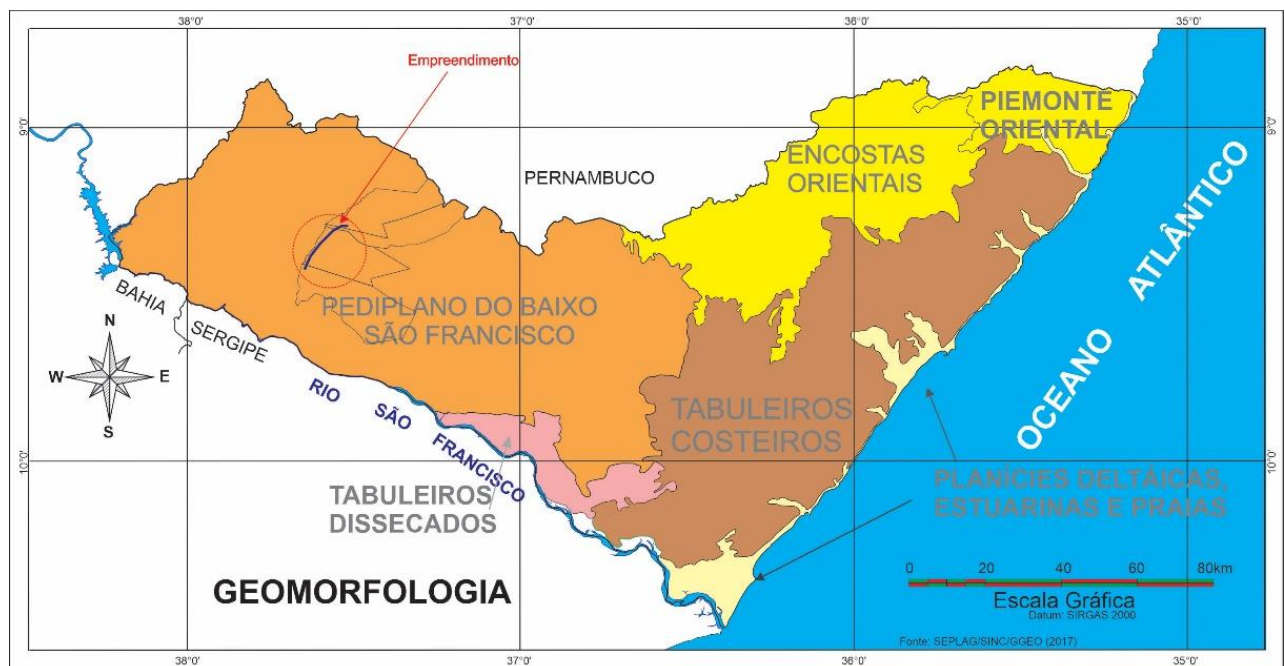 38°0'
37°0'
36°0'
35°0'
Empreendimento
PIEMONTE
ORIENTAL
9°0'
9°0'
ENCOSTAS
ORIENTAIS
PERNAMBUCO
OCEANO ATLÂNTICO
BAHIA
SERGIPE
PEDIPLANO DO BAIXO
SÃO FRANCISCO
N
W E
S
RIO SÃO FRANCISCO
TABULEIROS
COSTEIROS
10°0'
10°0'
TABULEIROS
DISSECADOS
PLANÍCIES DELTÁICAS,
ESTUARINAS E PRAIAS
GEOMORFOLOGIA
0 20 40 60 80km
Escala Gráfica
Datum: SIRGAS 2000
Fonte: SEPLAG/SINC/GGEO (2017)
38°0'
37°0'
36°0'
35°0'